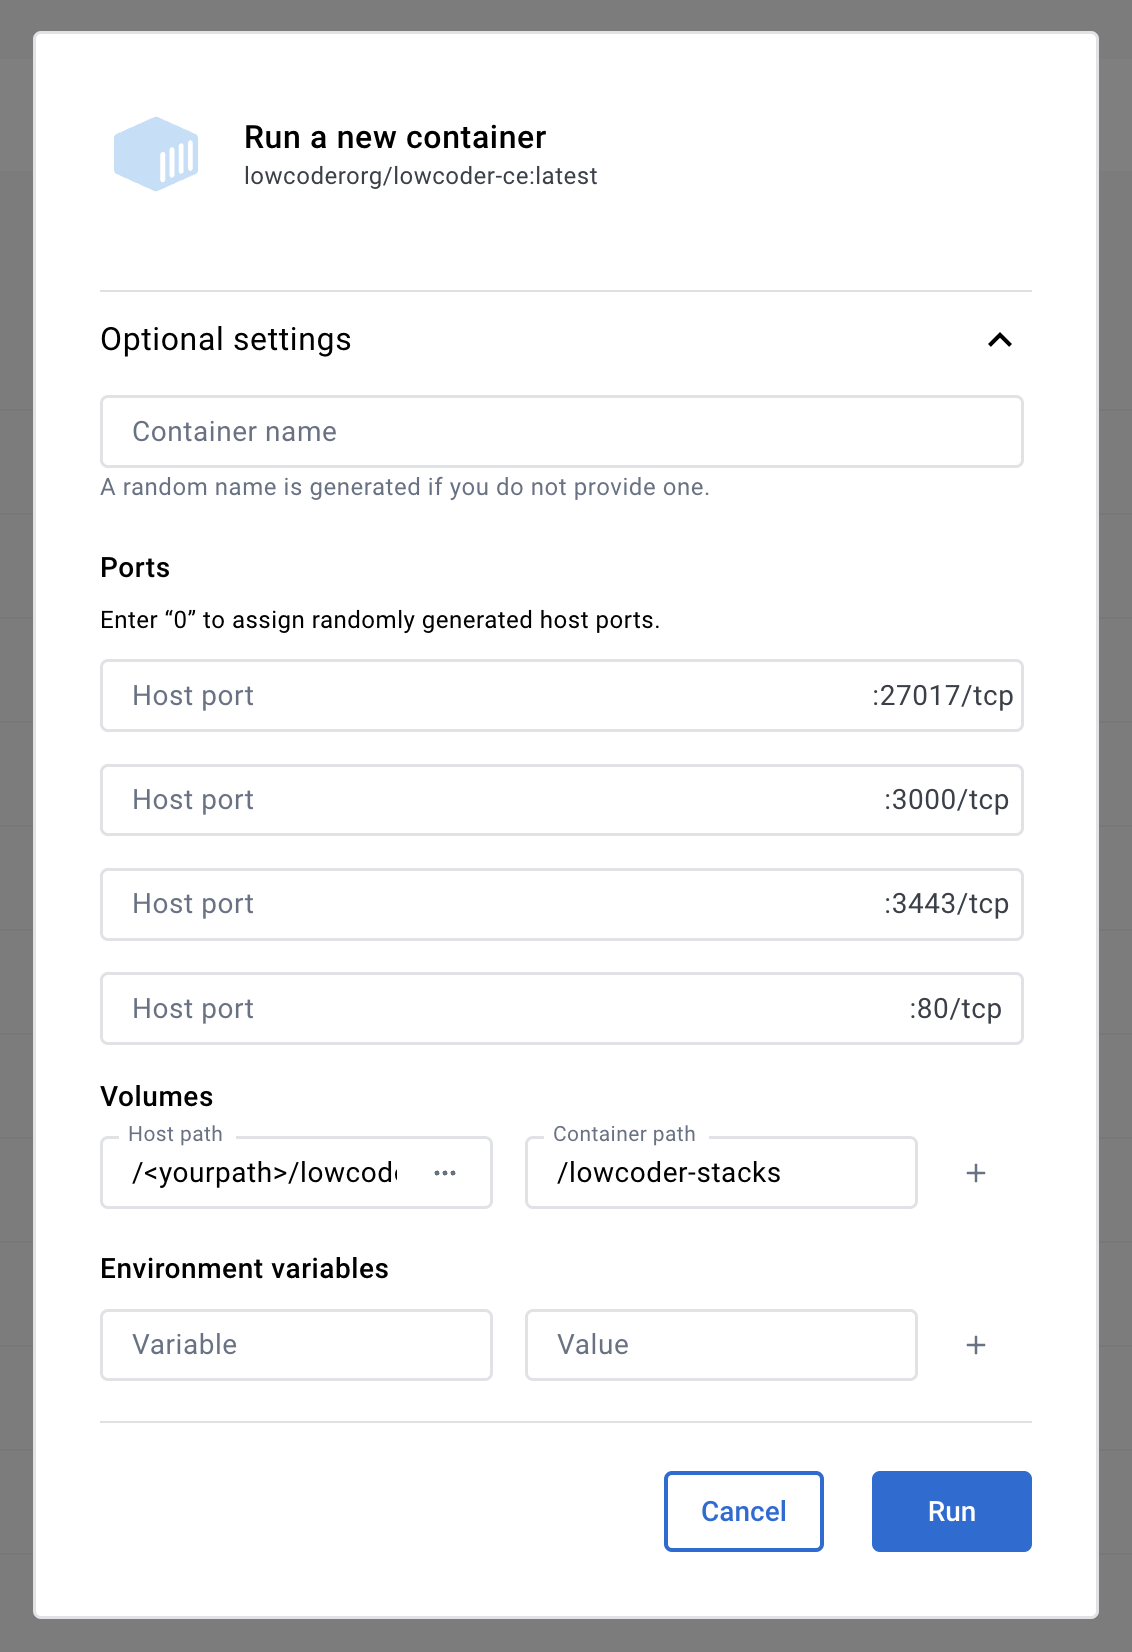 Run a new container
lowcoderorg/lowcoder-ce:latest
Optional settings
Container name
A random name is generated if you do not provide one.
Ports
Enter “0” to assign randomly generated host ports.
Host port :27017/tcp
Host port :3000/tcp
Host port :3443/tcp
Host port :80/tcp
Volumes
Host path Container path
/<yourpath>/lowcod ··· /lowcoder-stacks +
Environment variables
Variable Value +
Cancel Run